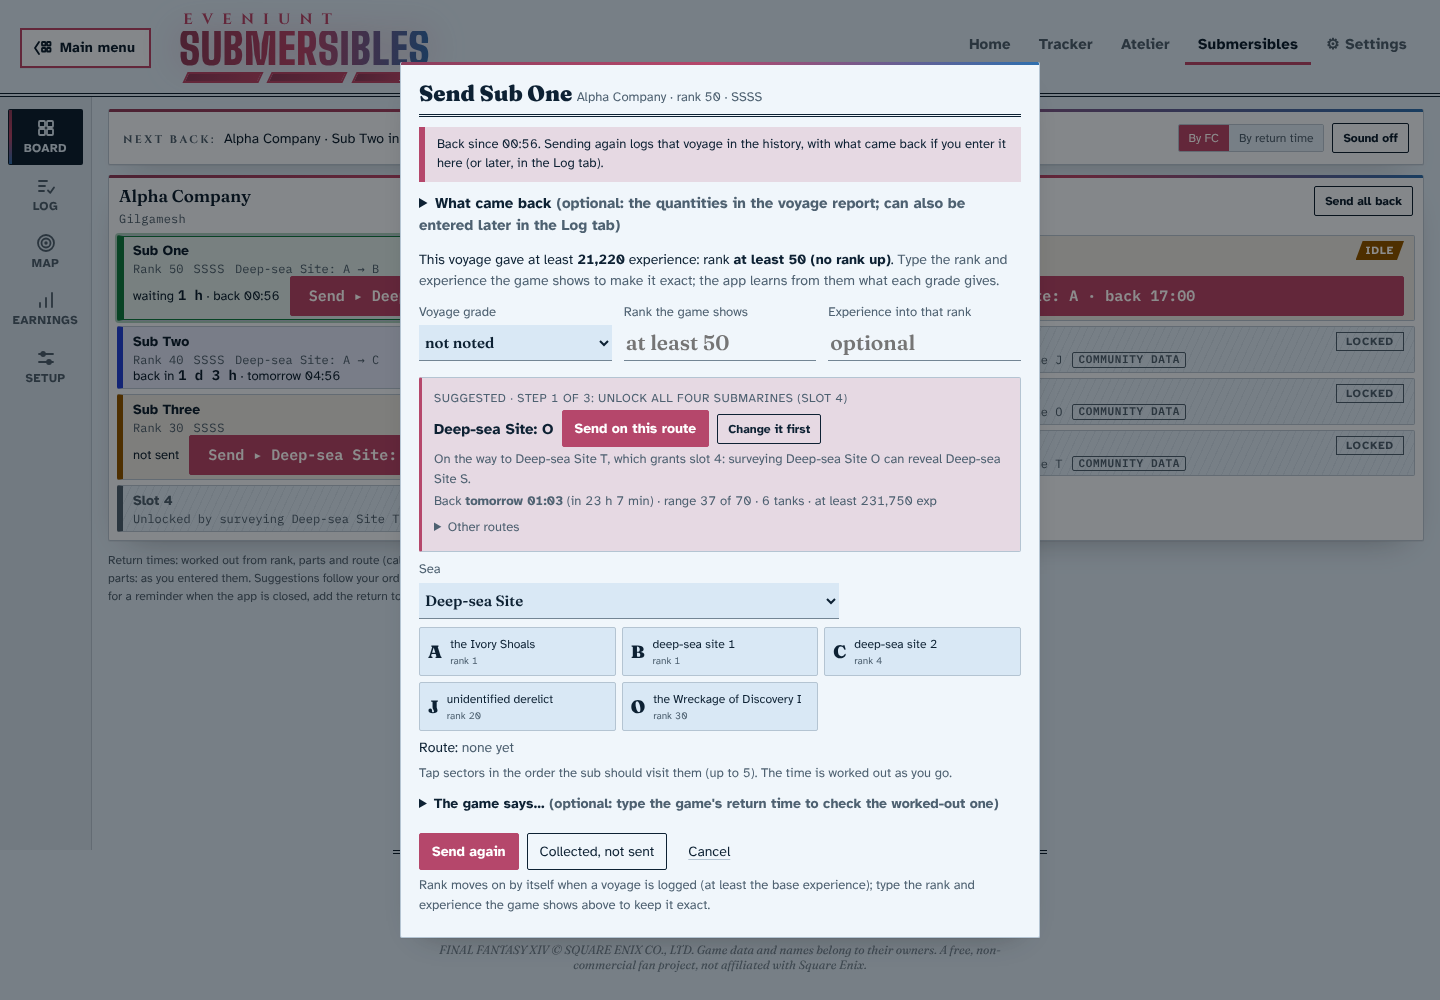 Main menu
EVENIUNT
SUBMERSIBLES
Home
Tracker
Atelier
Submersibles
Settings
BOARD
LOG
MAP
EARNINGS
SETUP
NEXT BACK: Alpha Company · Sub Two in
By FC
By return time
Sound off
Alpha Company
Gilgamesh
Send all back
Sub One
Rank 50 SSSS Deep-sea Site: A → B
waiting 1 h · back 00:56
Send ▸ Dee
IDLE
te: A · back 17:00
Sub Two
Rank 40 SSSS Deep-sea Site: A → C
back in 1 d 3 h · tomorrow 04:56
LOCKED
e J COMMUNITY DATA
Sub Three
Rank 30 SSSS
not sent
Send ▸ Deep-sea Site:
LOCKED
e O COMMUNITY DATA
LOCKED
e T COMMUNITY DATA
Slot 4
Unlocked by surveying Deep-sea Site T
Return times: worked out from rank, parts and route (cal
parts: as you entered them. Suggestions follow your ord
for a reminder when the app is closed, add the return to
Send Sub One Alpha Company · rank 50 · SSSS
Back since 00:56. Sending again logs that voyage in the history, with what came back if you enter it
here (or later, in the Log tab).
▶ What came back (optional: the quantities in the voyage report; can also be
entered later in the Log tab)
This voyage gave at least 21,220 experience: rank at least 50 (no rank up). Type the rank and
experience the game shows to make it exact; the app learns from them what each grade gives.
Voyage grade
Rank the game shows
Experience into that rank
not noted
at least 50
optional
SUGGESTED · STEP 1 OF 3: UNLOCK ALL FOUR SUBMARINES (SLOT 4)
Deep-sea Site: O
Send on this route
Change it first
On the way to Deep-sea Site T, which grants slot 4: surveying Deep-sea Site O can reveal Deep-sea
Site S.
Back tomorrow 01:03 (in 23 h 7 min) · range 37 of 70 · 6 tanks · at least 231,750 exp
▶ Other routes
Sea
Deep-sea Site
A the Ivory Shoals
rank 1
B deep-sea site 1
rank 1
C deep-sea site 2
rank 4
J unidentified derelict
rank 20
O the Wreckage of Discovery I
rank 30
Route: none yet
Tap sectors in the order the sub should visit them (up to 5). The time is worked out as you go.
▶ The game says... (optional: type the game's return time to check the worked-out one)
Send again
Collected, not sent
Cancel
Rank moves on by itself when a voyage is logged (at least the base experience); type the rank and
experience the game shows above to keep it exact.
FINAL FANTASY XIV © SQUARE ENIX CO., LTD. Game data and names belong to their owners. A free, non-
commercial fan project, not affiliated with Square Enix.